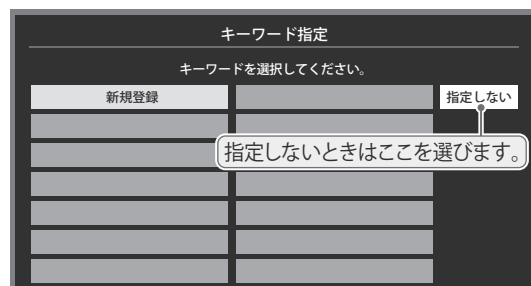 キーワード指定
キーワードを選択してください。
新規登録
指定しない
指定しないときはここを選びます。